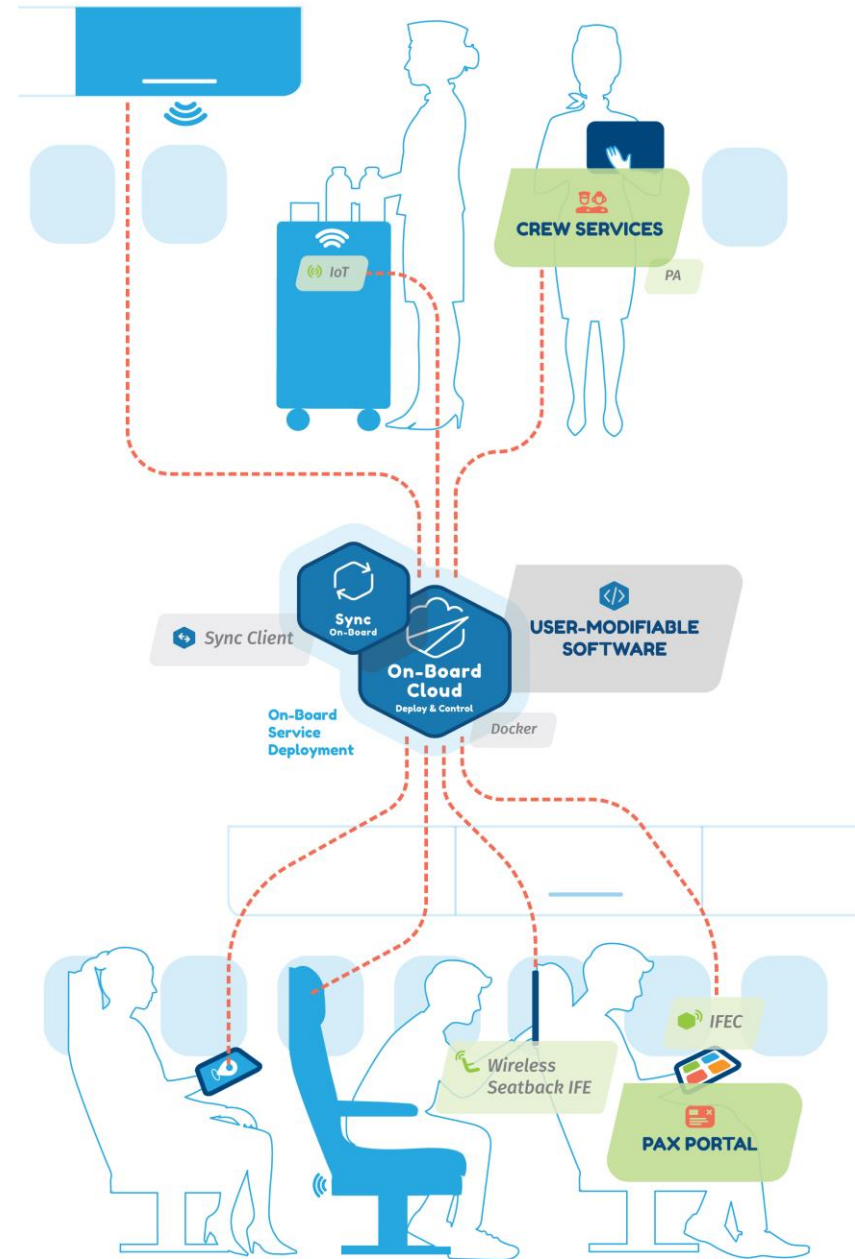 CREW SERVICES
IoT
PA
Sync
On-Board
Sync Client
USER-MODIFIABLE
SOFTWARE
On-Board
Cloud
Deploy & Control
On-Board
Service
Deployment
Docker
IFEC
Wireless
Seatback IFE
PAX PORTAL